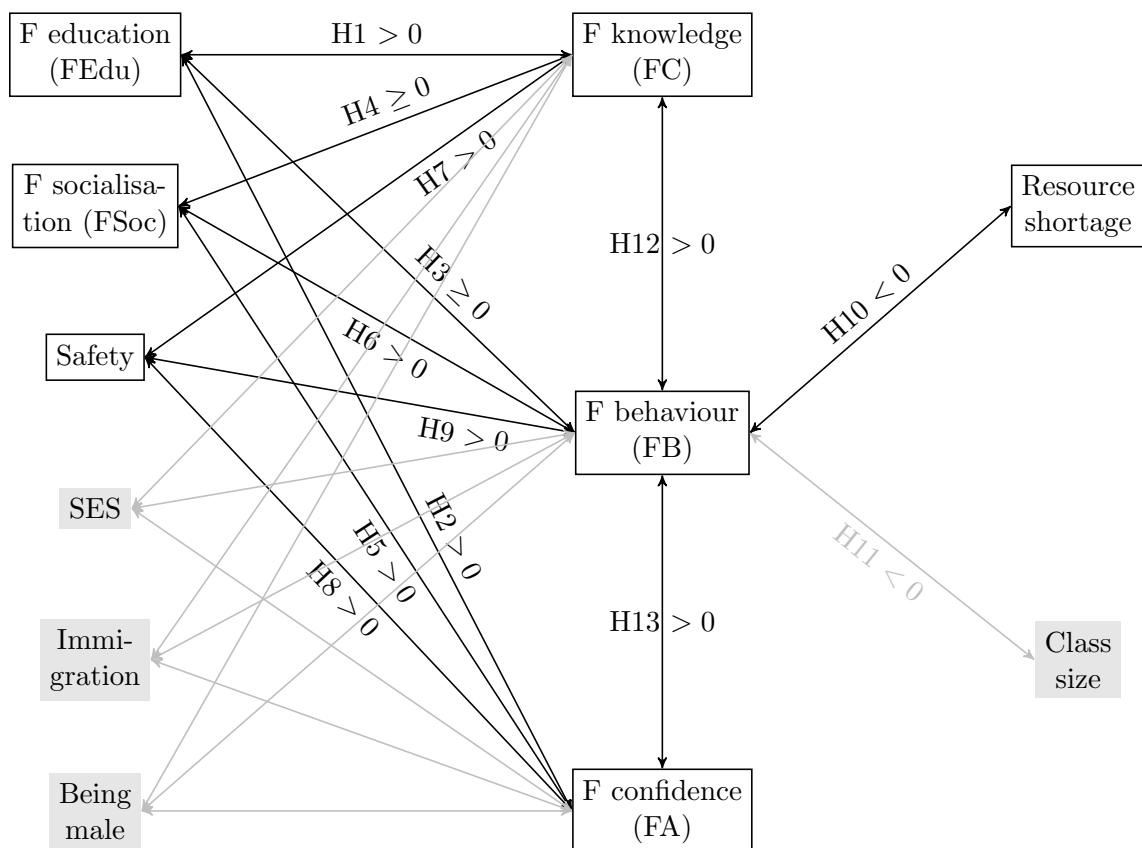 F education
(FEdu)
H1 > 0
F knowledge
(FC)
H4 ≥ 0
H7 > 0
F socialisa-
tion (FSoc)
Resource
shortage
H12 > 0
H3 ≥ 0
H10 < 0
H6 > 0
Safety
F behaviour
(FB)
H9 > 0
SES
H2 < 0
H5 > 0
H8 > 0
H11 < 0
H13 > 0
Immi-
gration
Class
size
Being
male
F confidence
(FA)